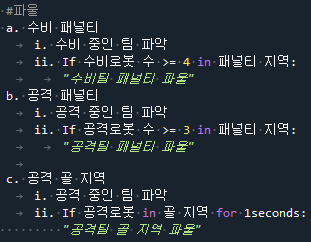 #파울
a. 수비 패널티
i. 수비 중인 팀 파악
ii. If 수비로봇 수 >= 4 in 패널티 지역:
"수비팀 패널티 파울"
b. 공격 패널티
i. 공격 중인 팀 파악
ii. If 공격로봇 수 >= 3 in 패널티 지역:
"공격팀 패널티 파울"
c. 공격 골 지역
i. 공격 중인 팀 파악
ii. If 공격로봇 in 골 지역 for 1seconds:
"공격팀 골 지역 파울"